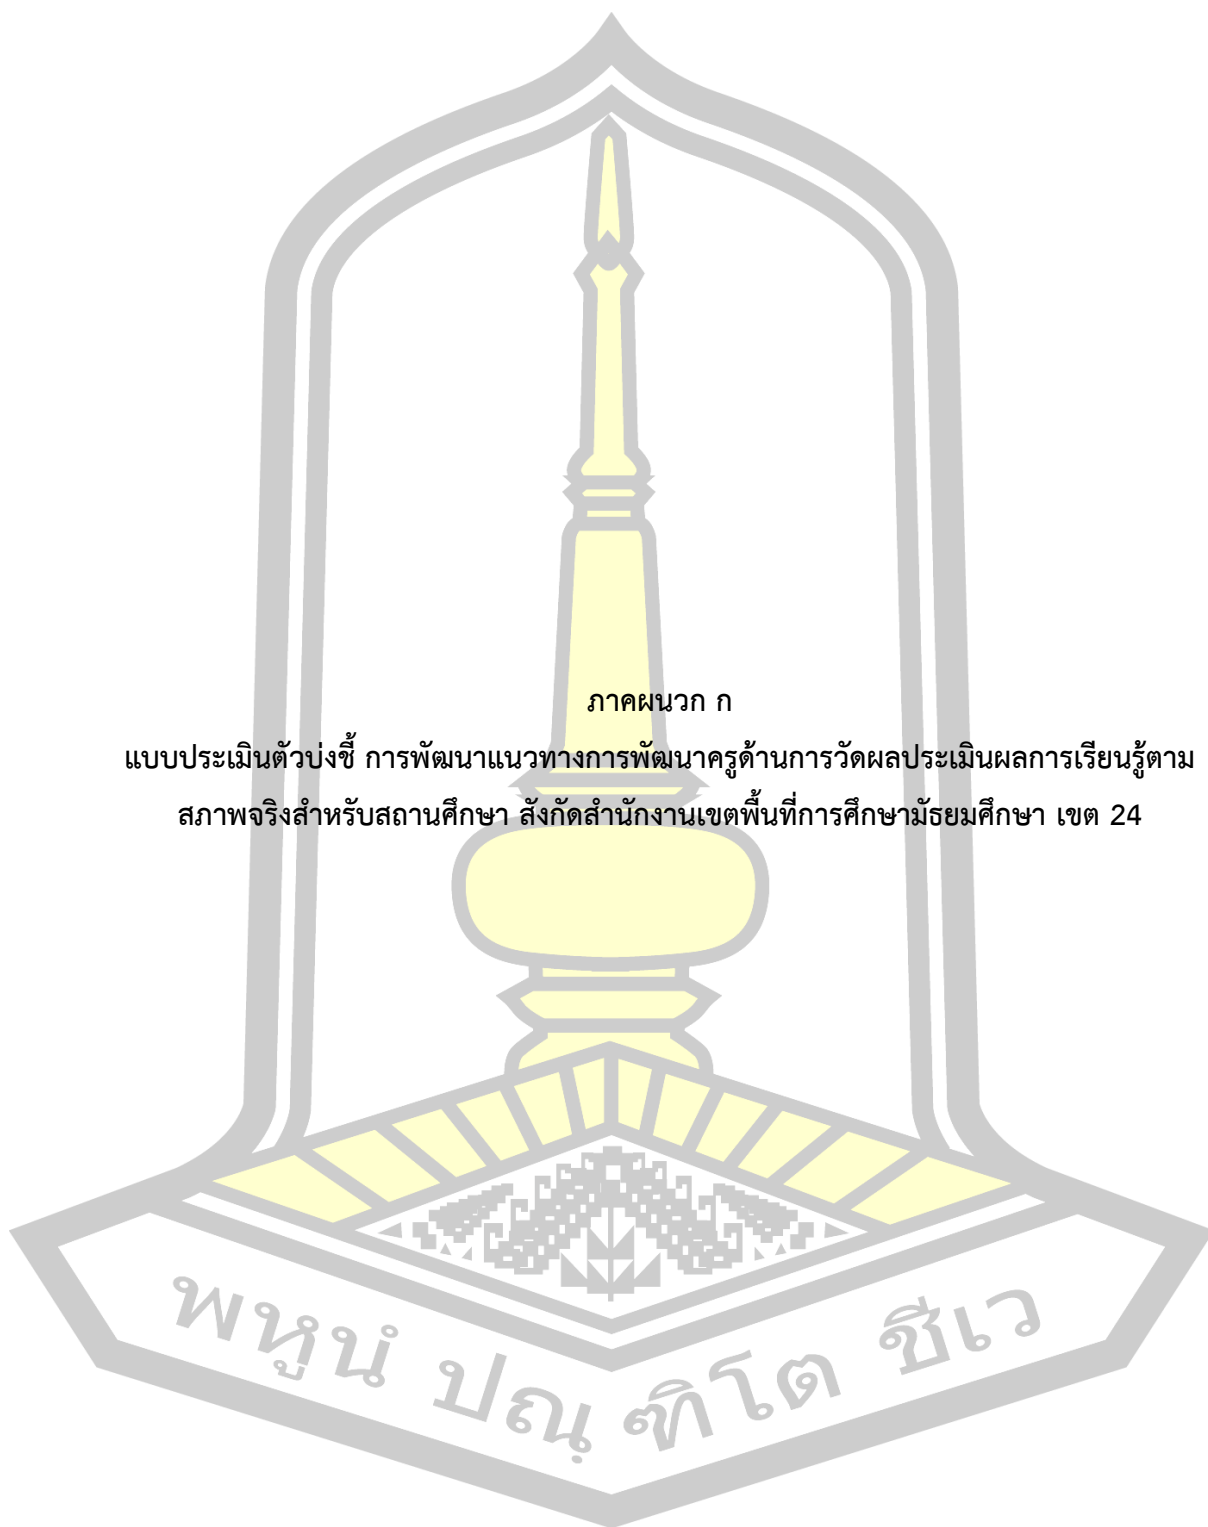 ภาคผนวก ก
แบบประเมินตัวบ่งชี้ การพัฒนาแนวทางการพัฒนาครูด้านการวัดผลประเมินผลการเรียนรู้ตาม
สภาพจริงสำหรับสถานศึกษา สังกัดสำนักงานเขตพื้นที่การศึกษามัธยมศึกษา เขต 24
พหูนํ ปณฺฑิโต ชีเว